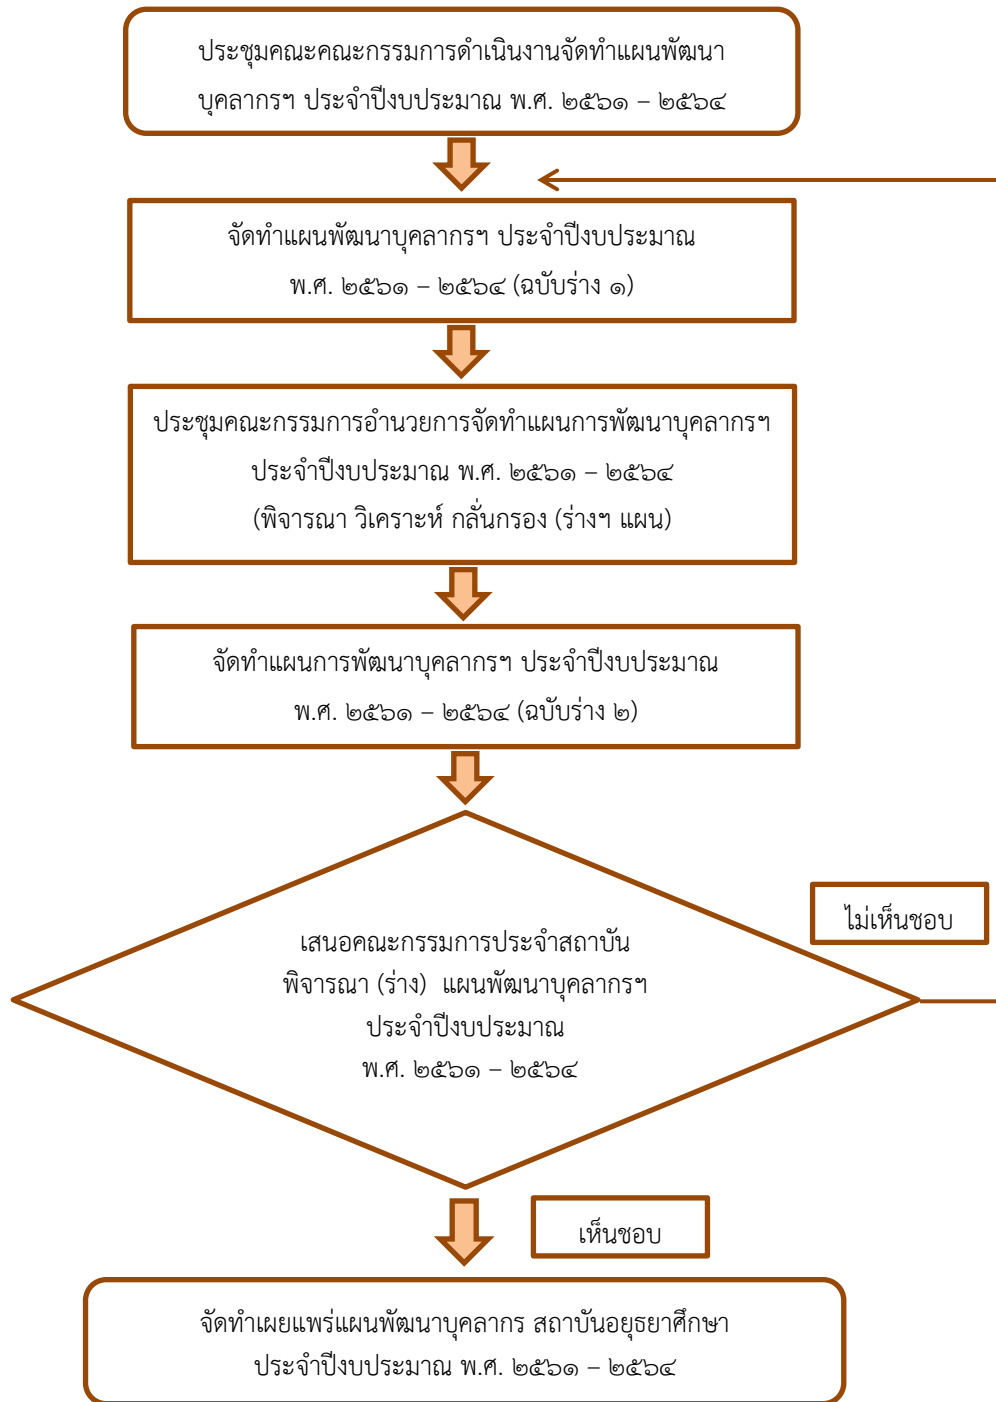 ประชุมคณะคณะกรรมการดำเนินงานจัดทำแผนพัฒนา
บุคลากรฯ ประจำปีงบประมาณ พ.ศ. ๒๕๖๑ – ๒๕๖๔
จัดทำแผนพัฒนาบุคลากรฯ ประจำปีงบประมาณ
พ.ศ. ๒๕๖๑ – ๒๕๖๔ (ฉบับร่าง ๑)
ประชุมคณะกรรมการอำนวยการจัดทำแผนการพัฒนาบุคลากรฯ
ประจำปีงบประมาณ พ.ศ. ๒๕๖๑ – ๒๕๖๔
(พิจารณา วิเคราะห์ กลั่นกรอง (ร่างฯ แผน)
จัดทำแผนการพัฒนาบุคลากรฯ ประจำปีงบประมาณ
พ.ศ. ๒๕๖๑ – ๒๕๖๔ (ฉบับร่าง ๒)
ไม่เห็นชอบ
เสนอคณะกรรมการประจำสถาบัน
พิจารณา (ร่าง) แผนพัฒนาบุคลากรฯ
ประจำปีงบประมาณ
พ.ศ. ๒๕๖๑ – ๒๕๖๔
เห็นชอบ
จัดทำเผยแพร่แผนพัฒนาบุคลากร สถาบันอยุธยาศึกษา
ประจำปีงบประมาณ พ.ศ. ๒๕๖๑ – ๒๕๖๔